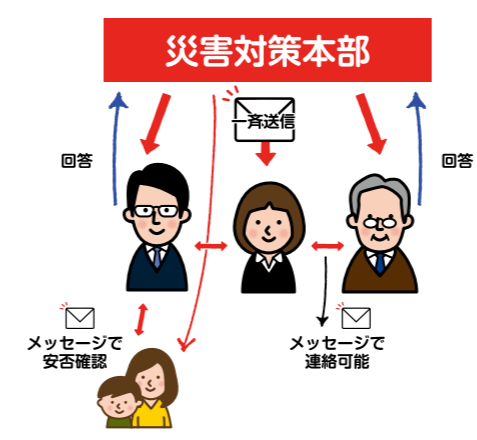 災害対策本部
一斉送信
回答
回答
メッセージで
安否確認
メッセージで
連絡可能